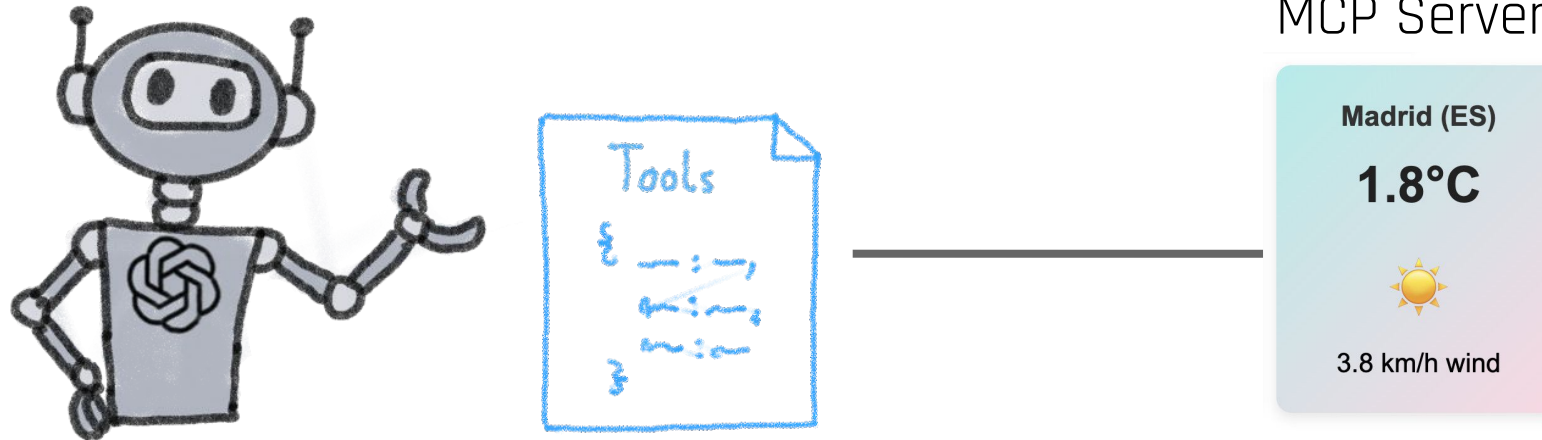 MCP Server
Tools
{
— : —,
— : —,
— : —
}
Madrid (ES)
1.8°C
3.8 km/h wind